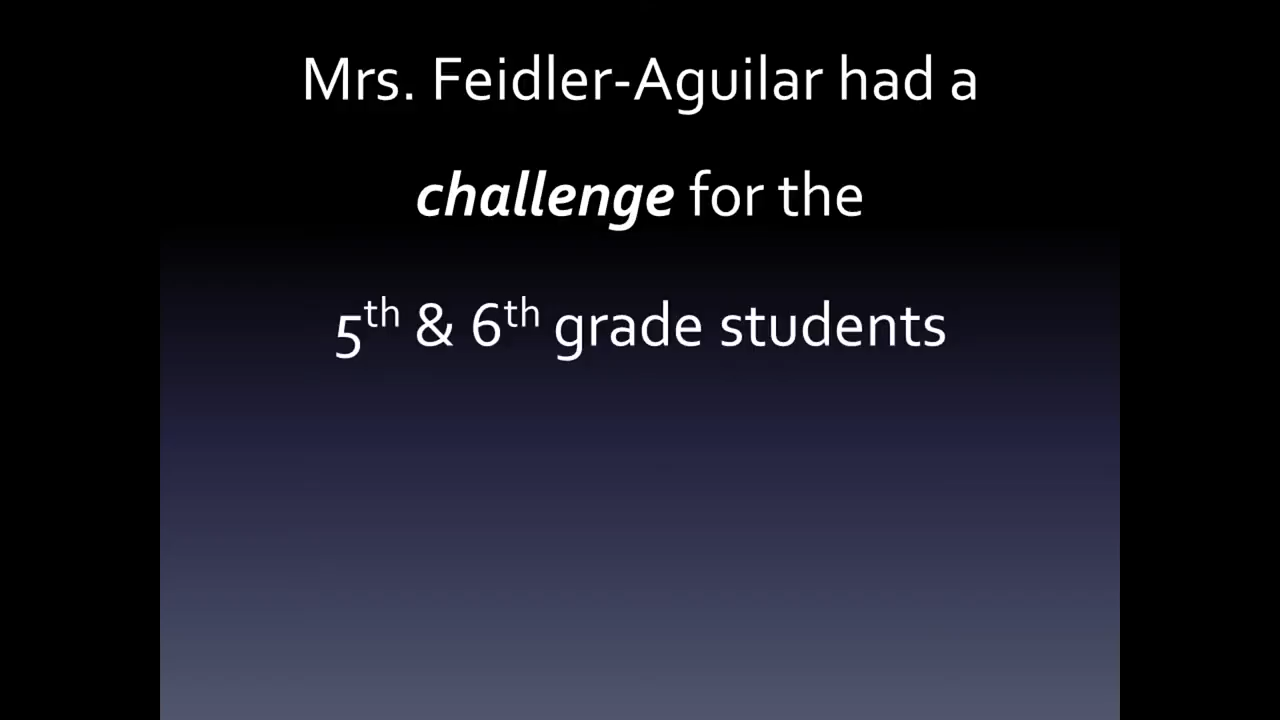 Mrs. Feidler-Aguilar had a
challenge for the
5th & 6th grade students